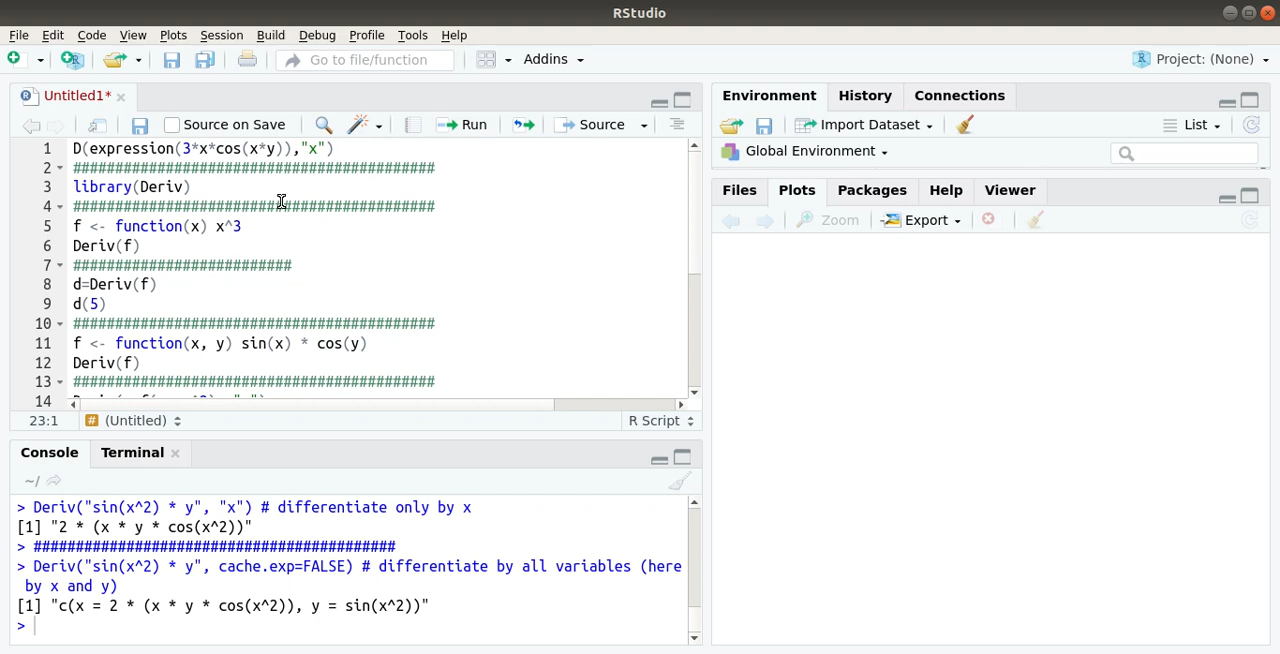 RStudio
File Edit Code View Plots Session Build Debug Profile Tools Help
Go to file/function Addins Project: (None)
Untitled1*
Source on Save Run Source
1 D(expression(3*x*cos(x*y)),"x")
2 ###########################################
3 library(Deriv)
4 ###########################################
5 f <- function(x) x^3
6 Deriv(f)
7 ##########################
8 d=Deriv(f)
9 d(5)
10 ###########################################
11 f <- function(x, y) sin(x) * cos(y)
12 Deriv(f)
13 ###########################################
14
23:1 # (Untitled) R Script
Console Terminal
~/
> Deriv("sin(x^2) * y", "x") # differentiate only by x
[1] "2 * (x * y * cos(x^2))"
> ###########################################
> Deriv("sin(x^2) * y", cache.exp=FALSE) # differentiate by all variables (here
by x and y)
[1] "c(x = 2 * (x * y * cos(x^2)), y = sin(x^2))"
>
Environment History Connections
Import Dataset List
Global Environment
Files Plots Packages Help Viewer
Zoom Export